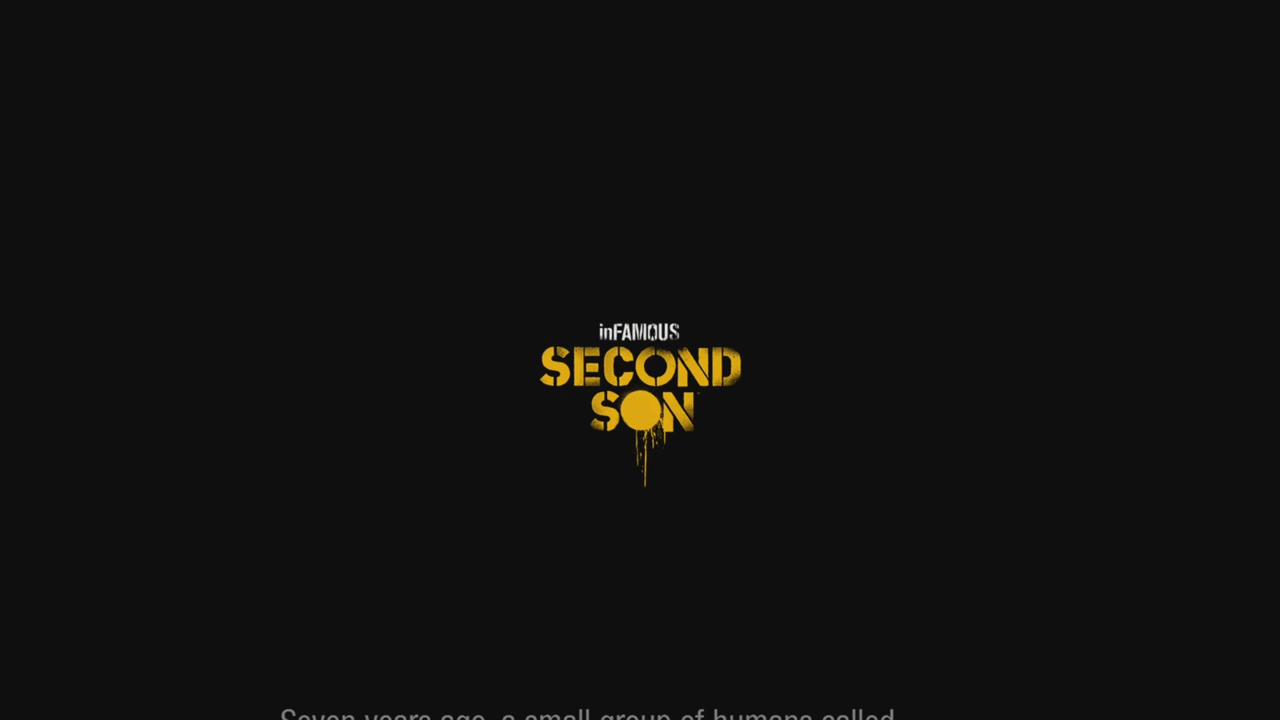 inFAMOUS
SECOND
SON
Seven years ago, a small group of humans called